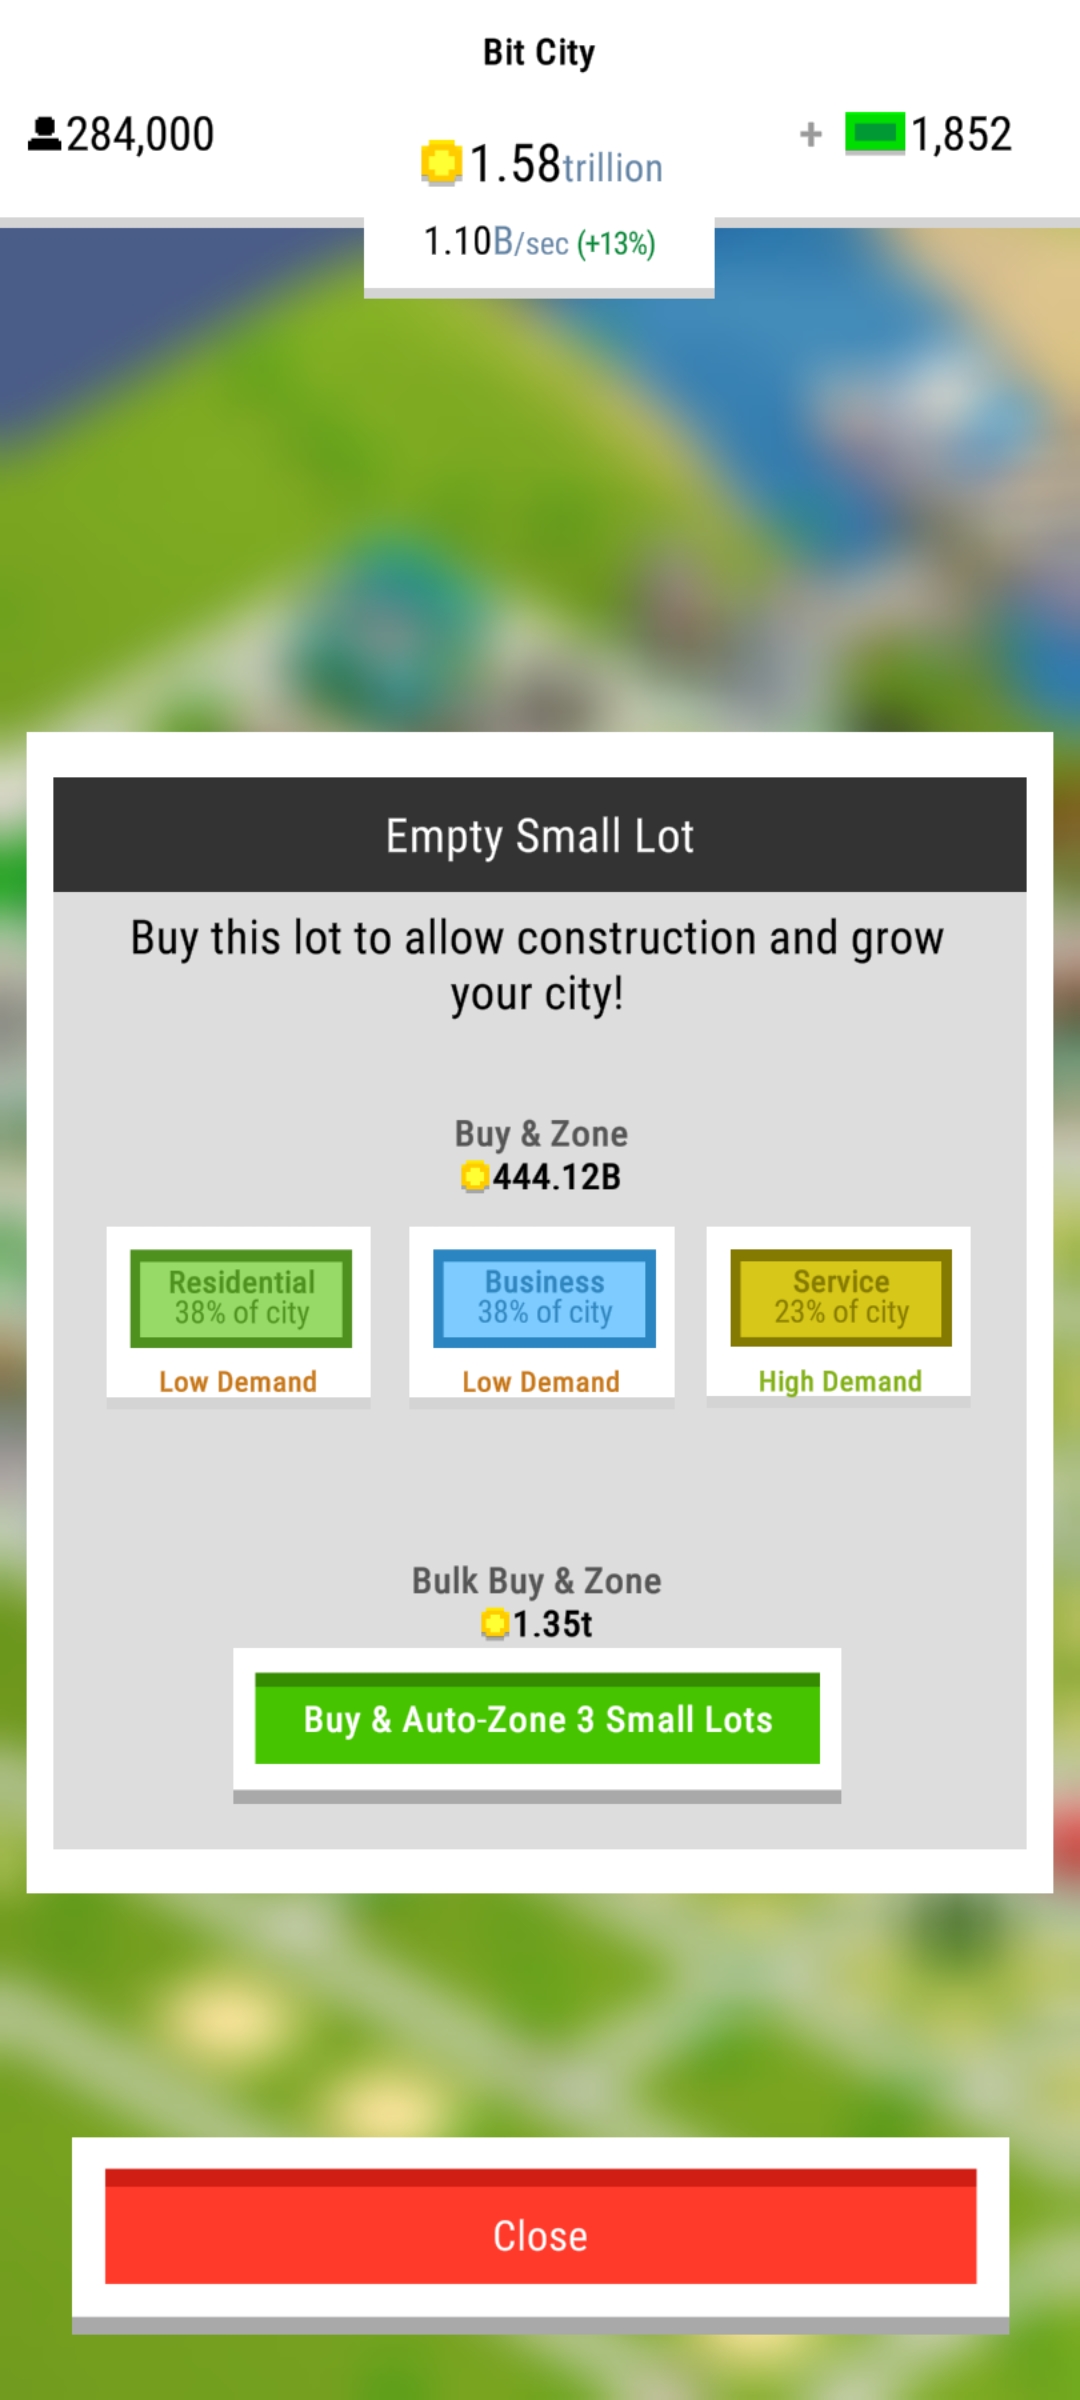 Bit City
284,000
1.58trillion
+ 1,852
1.10B/sec (+13%)
Empty Small Lot
Buy this lot to allow construction and grow
your city!
Buy & Zone
444.12B
Residential
38% of city
Low Demand
Business
38% of city
Low Demand
Service
23% of city
High Demand
Bulk Buy & Zone
1.35t
Buy & Auto-Zone 3 Small Lots
Close